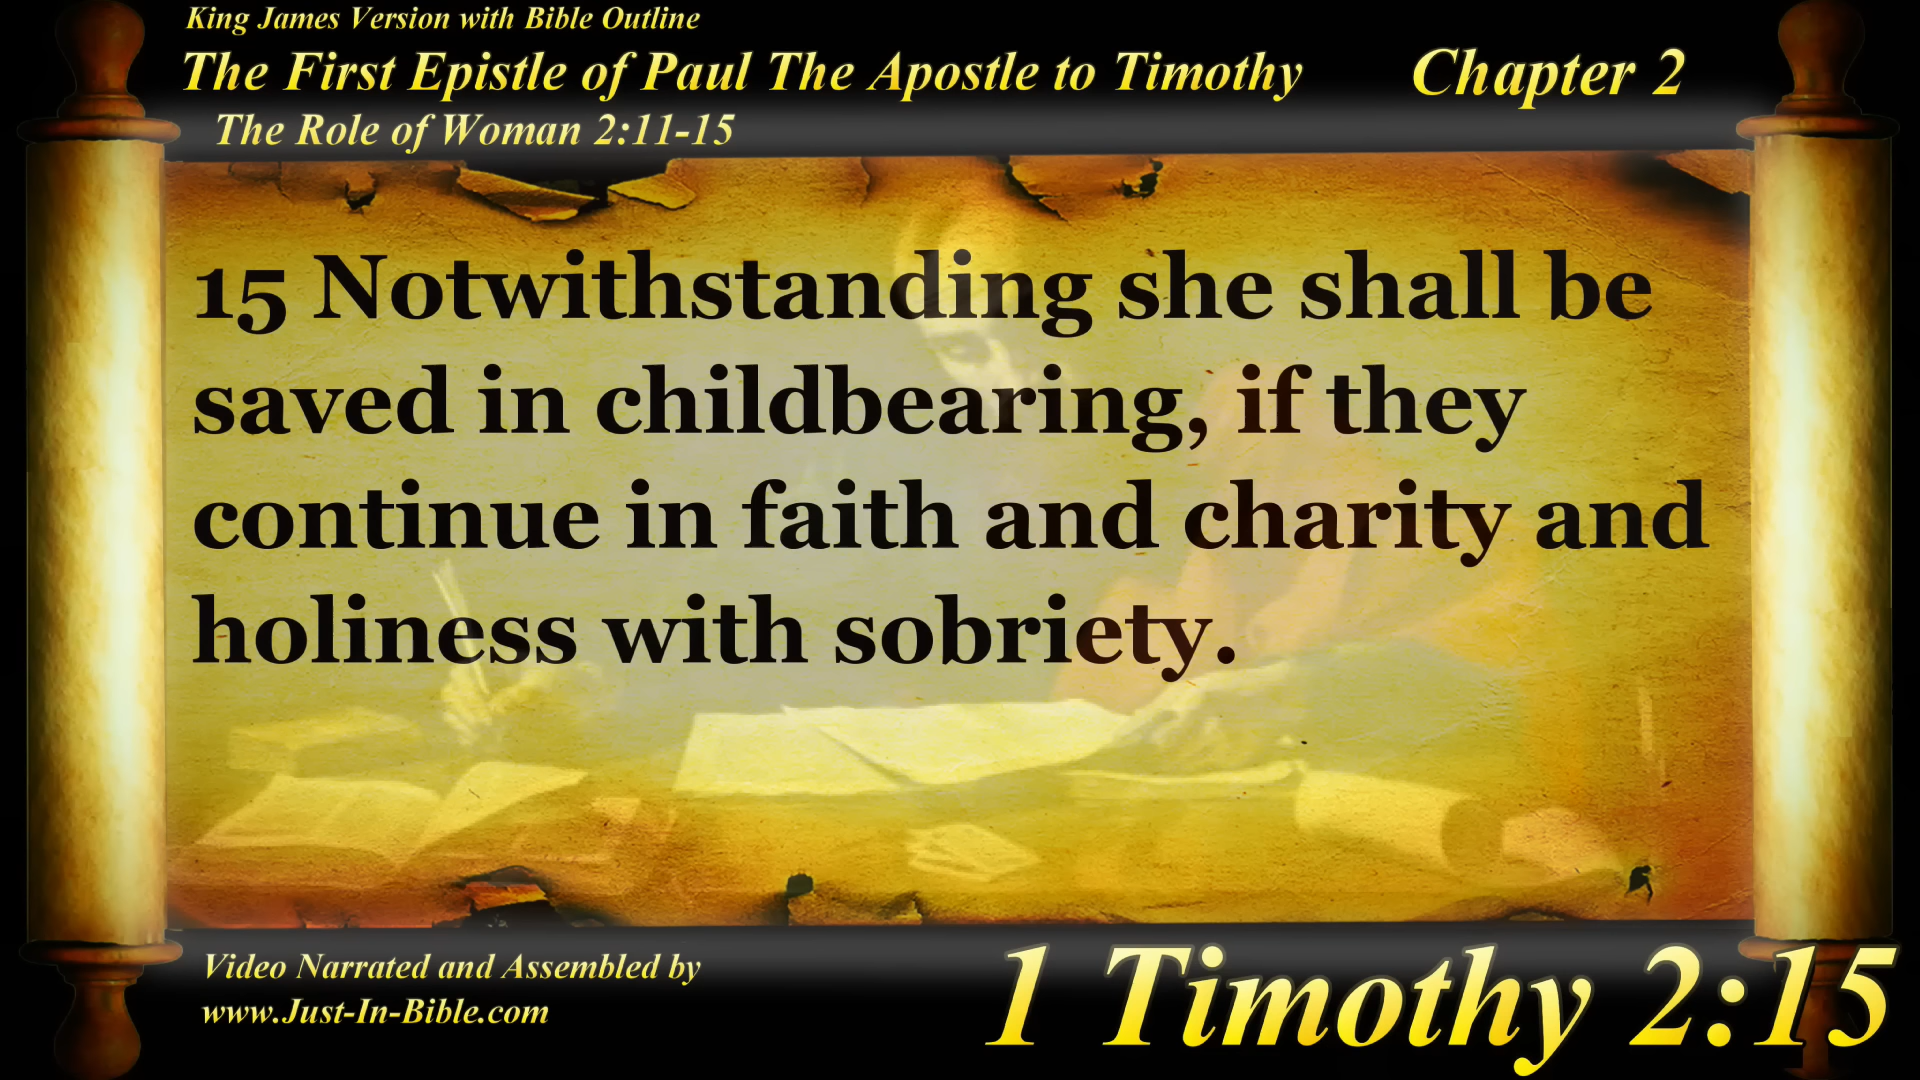 King James Version with Bible Outline
The First Epistle of Paul The Apostle to Timothy
Chapter 2
The Role of Woman 2:11-15
15 Notwithstanding she shall be
saved in childbearing, if they
continue in faith and charity and
holiness with sobriety.
Video Narrated and Assembled by
www.Just-In-Bible.com
1 Timothy 2:15